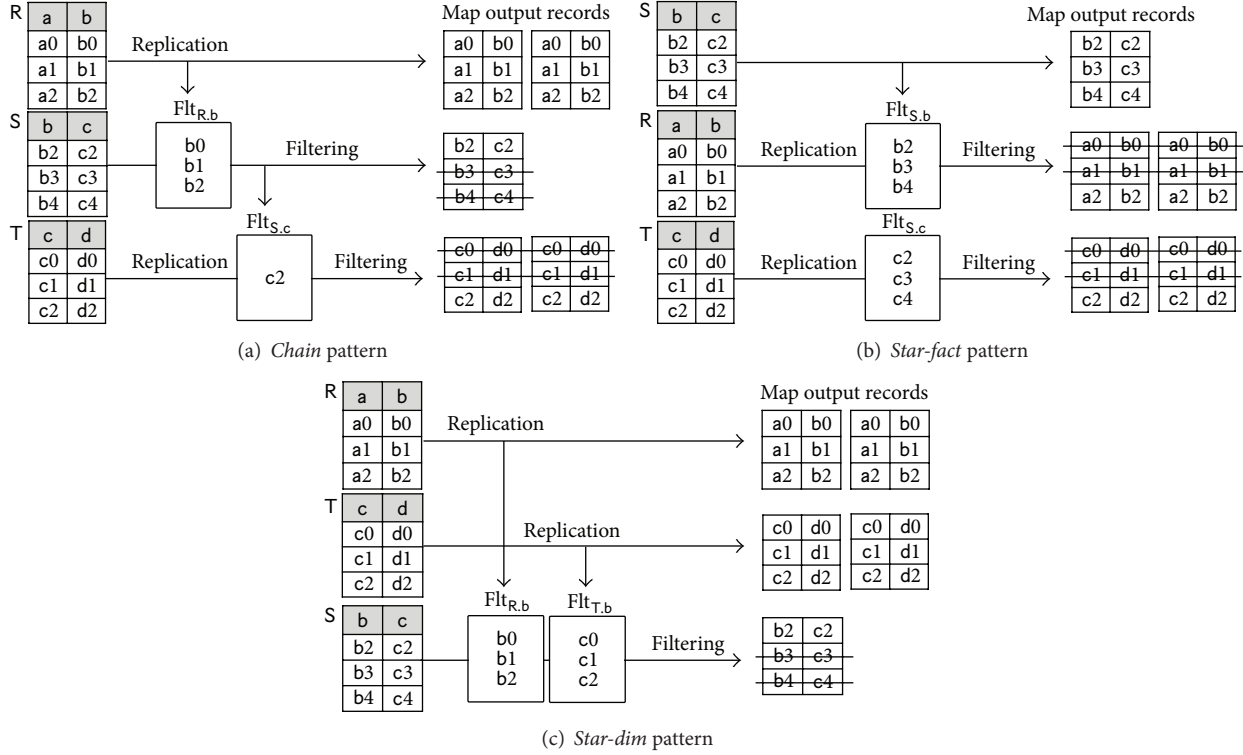 R
a b
a0 b0
a1 b1
a2 b2
Replication
Map output records
a0 b0 a0 b0
a1 b1 a1 b1
a2 b2 a2 b2
Flt R.b
b0
b1
b2
S
b c
b2 c2
b3 c3
b4 c4
Filtering
b2 c2
b3 c3
b4 c4
Flt S.c
c2
T
c d
c0 d0
c1 d1
c2 d2
Replication
Filtering
c0 d0 c0 d0
c1 d1 c1 d1
c2 d2 c2 d2
(a) Chain pattern
S
b c
b2 c2
b3 c3
b4 c4
Map output records
b2 c2
b3 c3
b4 c4
Flt S.b
b2
b3
b4
R
a b
a0 b0
a1 b1
a2 b2
Replication
Filtering
a0 b0 a0 b0
a1 b1 a1 b1
a2 b2 a2 b2
Flt S.c
c2
c3
c4
T
c d
c0 d0
c1 d1
c2 d2
Replication
Filtering
c0 d0 c0 d0
c1 d1 c1 d1
c2 d2 c2 d2
(b) Star-fact pattern
R
a b
a0 b0
a1 b1
a2 b2
Replication
Map output records
a0 b0 a0 b0
a1 b1 a1 b1
a2 b2 a2 b2
T
c d
c0 d0
c1 d1
c2 d2
Replication
c0 d0 c0 d0
c1 d1 c1 d1
c2 d2 c2 d2
Flt R.b
b0
b1
b2
Flt T.b
c0
c1
c2
S
b c
b2 c2
b3 c3
b4 c4
Filtering
b2 c2
b3 c3
b4 c4
(c) Star-dim pattern